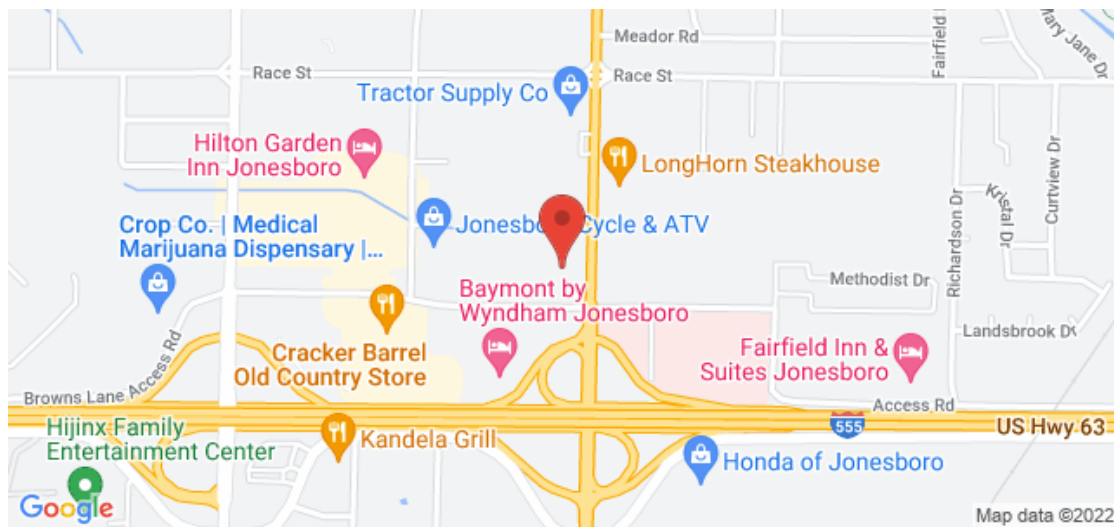 Meador Rd
Fairfield
Mary Jane Dr
Race St
Race St
Tractor Supply Co
Hilton Garden
Inn Jonesboro
LongHorn Steakhouse
Curtview Dr
Kristal Dr
Richardson Dr
Crop Co. | Medical
Marijuana Dispensary |...
Jonesboro Cycle & ATV
Methodist Dr
Baymont by
Wyndham Jonesboro
Landsbrook D
Cracker Barrel
Old Country Store
Fairfield Inn &
Suites Jonesboro
Browns Lane Access Rd
Access Rd
555
US Hwy 63
Hijinx Family
Entertainment Center
Kandela Grill
Honda of Jonesboro
Google
Map data ©2022